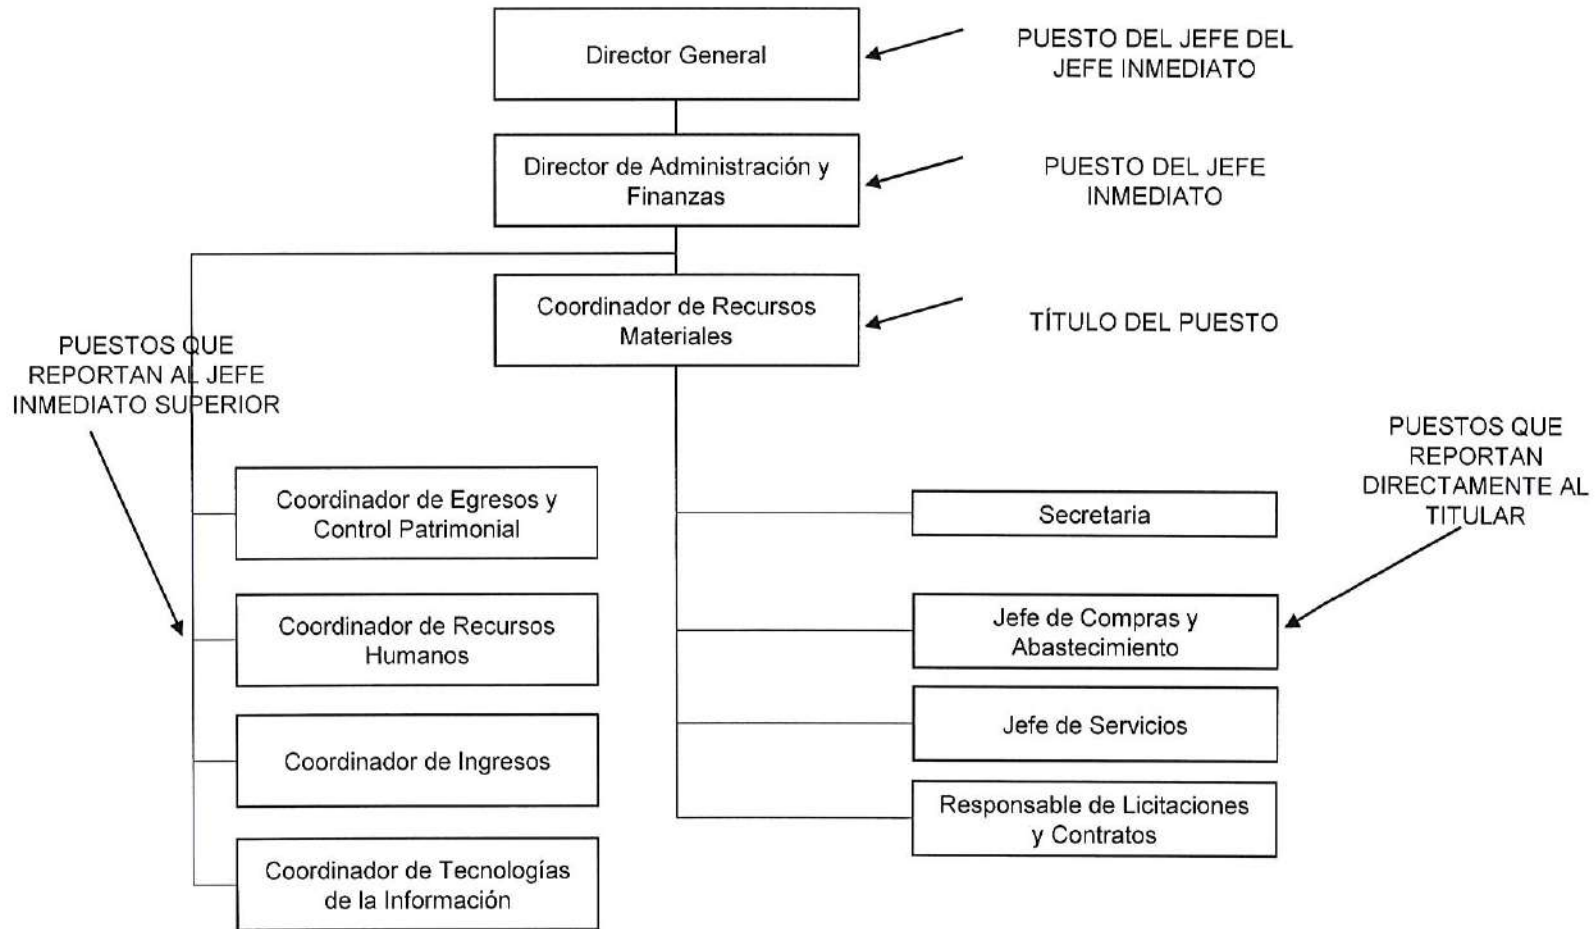 Director General
PUESTO DEL JEFE DEL
JEFE INMEDIATO
Director de Administración y
Finanzas
PUESTO DEL JEFE
INMEDIATO
Coordinador de Recursos
Materiales
TÍTULO DEL PUESTO
PUESTOS QUE
REPORTAN AL JEFE
INMEDIATO SUPERIOR
Coordinador de Egresos y
Control Patrimonial
Coordinador de Recursos
Humanos
Coordinador de Ingresos
Coordinador de Tecnologías
de la Información
PUESTOS QUE
REPORTAN
DIRECTAMENTE AL
TITULAR
Secretaria
Jefe de Compras y
Abastecimiento
Jefe de Servicios
Responsable de Licitaciones
y Contratos